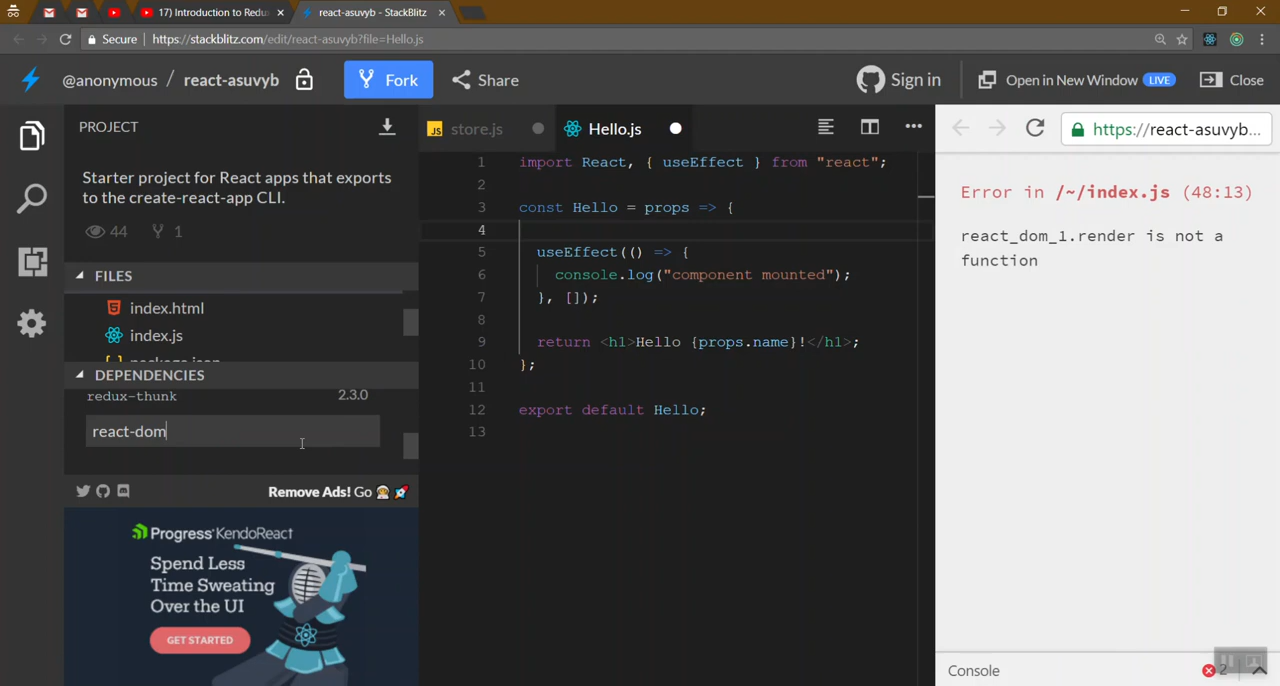 17) Introduction to Redu
react-asuvyb - StackBlitz
Secure
https://stackblitz.com/edit/react-asuvyb?file=Hello.js
@anonymous / react-asuvyb
Fork
Share
Sign in
Open in New Window LIVE
Close
PROJECT
Starter project for React apps that exports
to the create-react-app CLI.
44
1
FILES
index.html
index.js
package.json
DEPENDENCIES
redux-thunk 2.3.0
react-dom
Remove Ads! Go
Progress KendoReact
Spend Less
Time Sweating
Over the UI
GET STARTED
JS store.js
Hello.js
1 import React, { useEffect } from "react";
2
3 const Hello = props => {
4
5 useEffect(() => {
6 console.log("component mounted");
7 }, []);
8
9 return <h1>Hello {props.name}!</h1>;
10 };
11
12 export default Hello;
13
https://react-asuvyb...
Error in /~/index.js (48:13)
react_dom_1.render is not a
function
Console
2